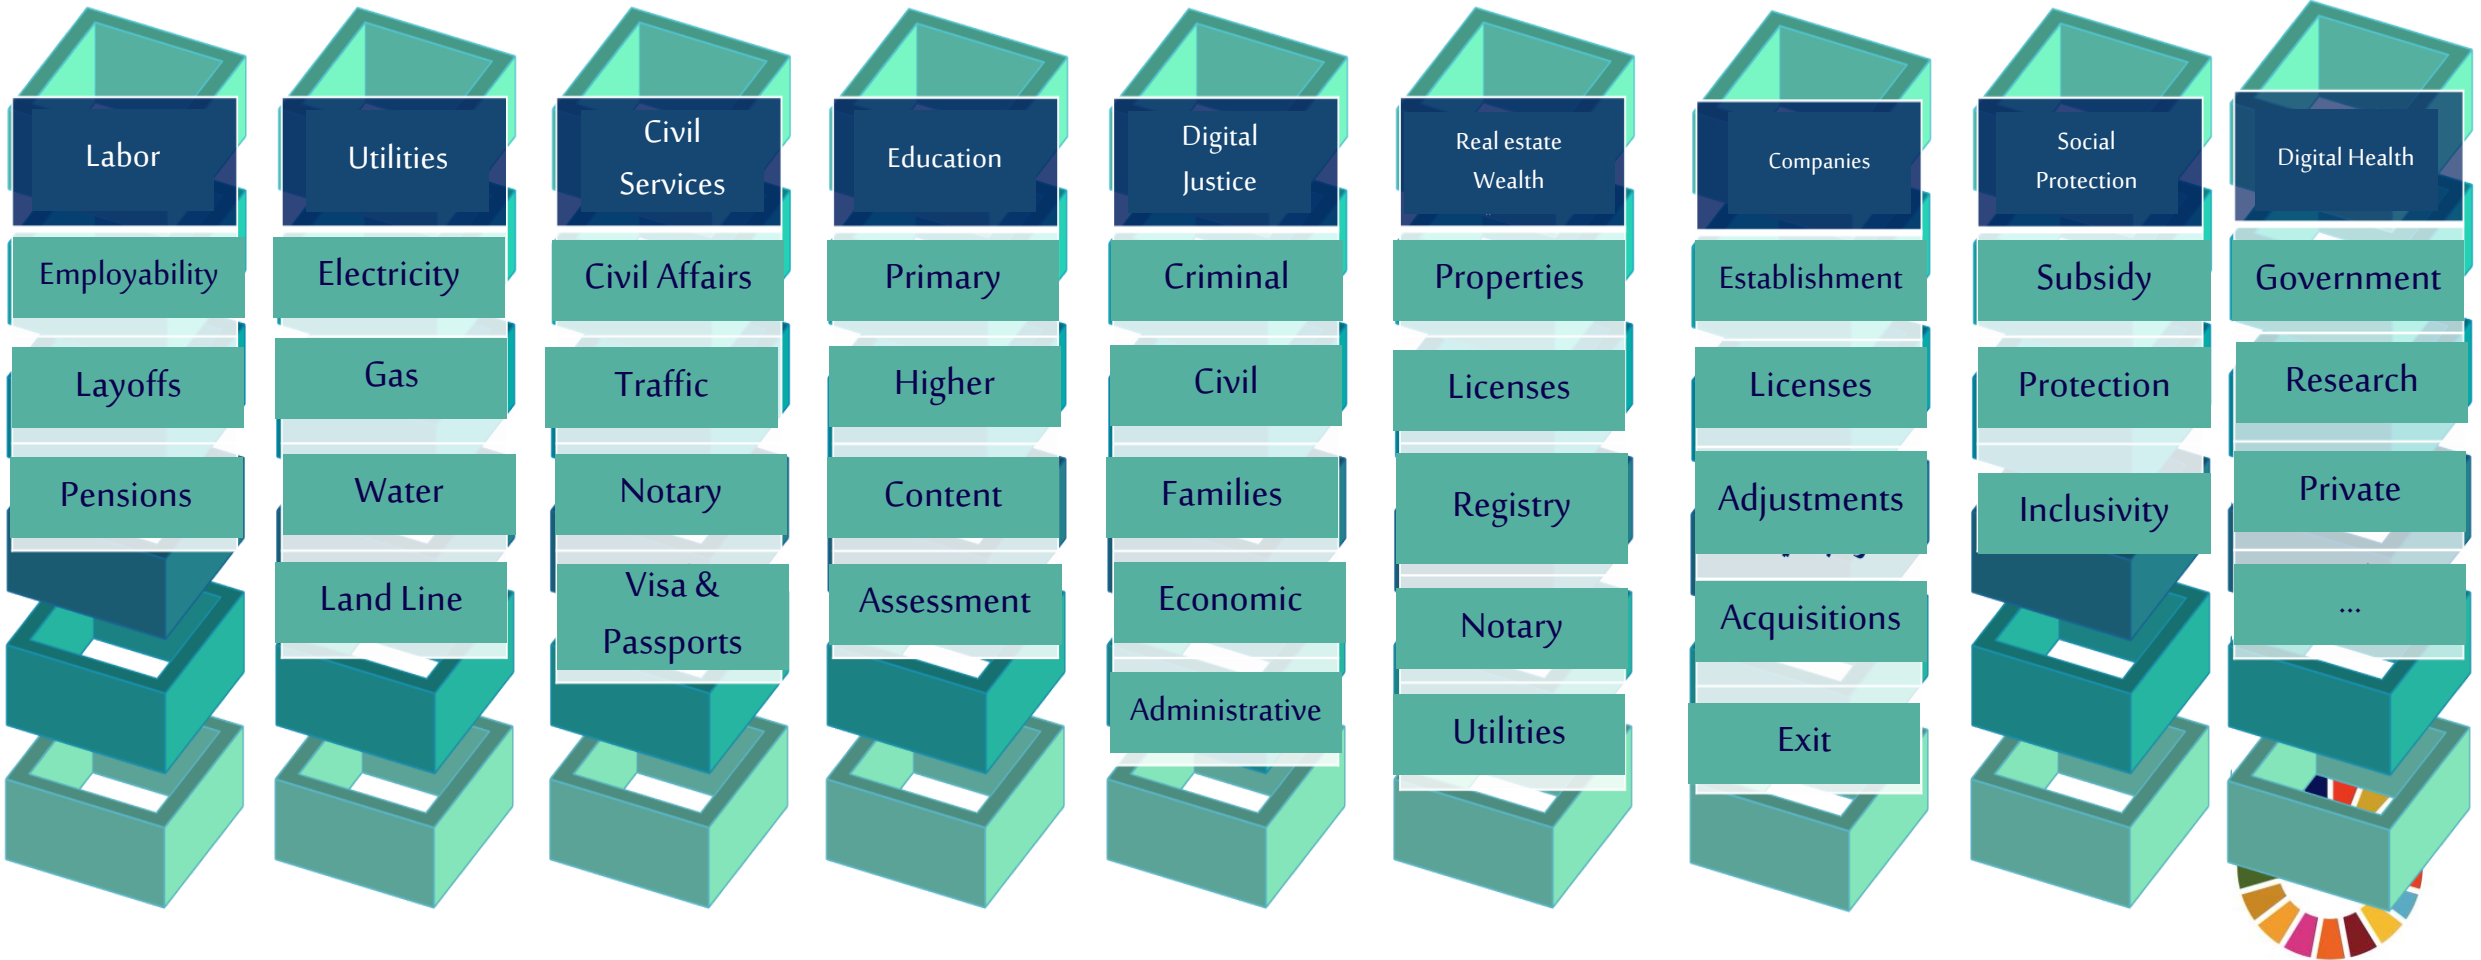 Labor
Employability
Layoffs
Pensions
Utilities
Electricity
Gas
Water
Land Line
Civil
Services
Civil Affairs
Traffic
Notary
Visa &
Passports
Education
Primary
Higher
Content
Assessment
Digital
Justice
Criminal
Civil
Families
Economic
Administrative
Real estate
Wealth
Properties
Licenses
Registry
Notary
Utilities
Companies
Establishment
Licenses
Adjustments
Acquisitions
Exit
Social
Protection
Subsidy
Protection
Inclusivity
Digital Health
Government
Research
Private
...